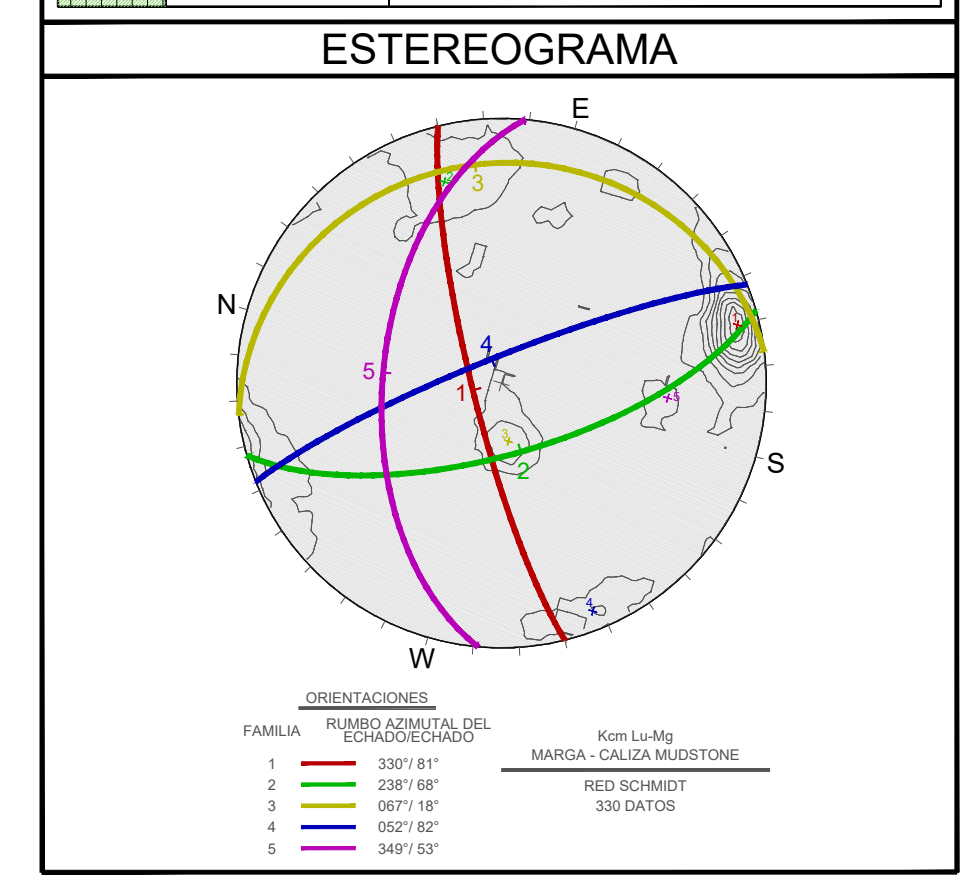 ESTEREOGRAMA
E
2
3
N
1
4
5
1
5
3
2
S
4
W
ORIENTACIONES
FAMILIA
RUMBO AZIMUTAL DEL
ECHADO/ECHADO
1 330°/ 81°
2 238°/ 68°
3 067°/ 18°
4 052°/ 82°
5 349°/ 53°
Kcm Lu-Mg
MARGA - CALIZA MUDSTONE
RED SCHMIDT
330 DATOS